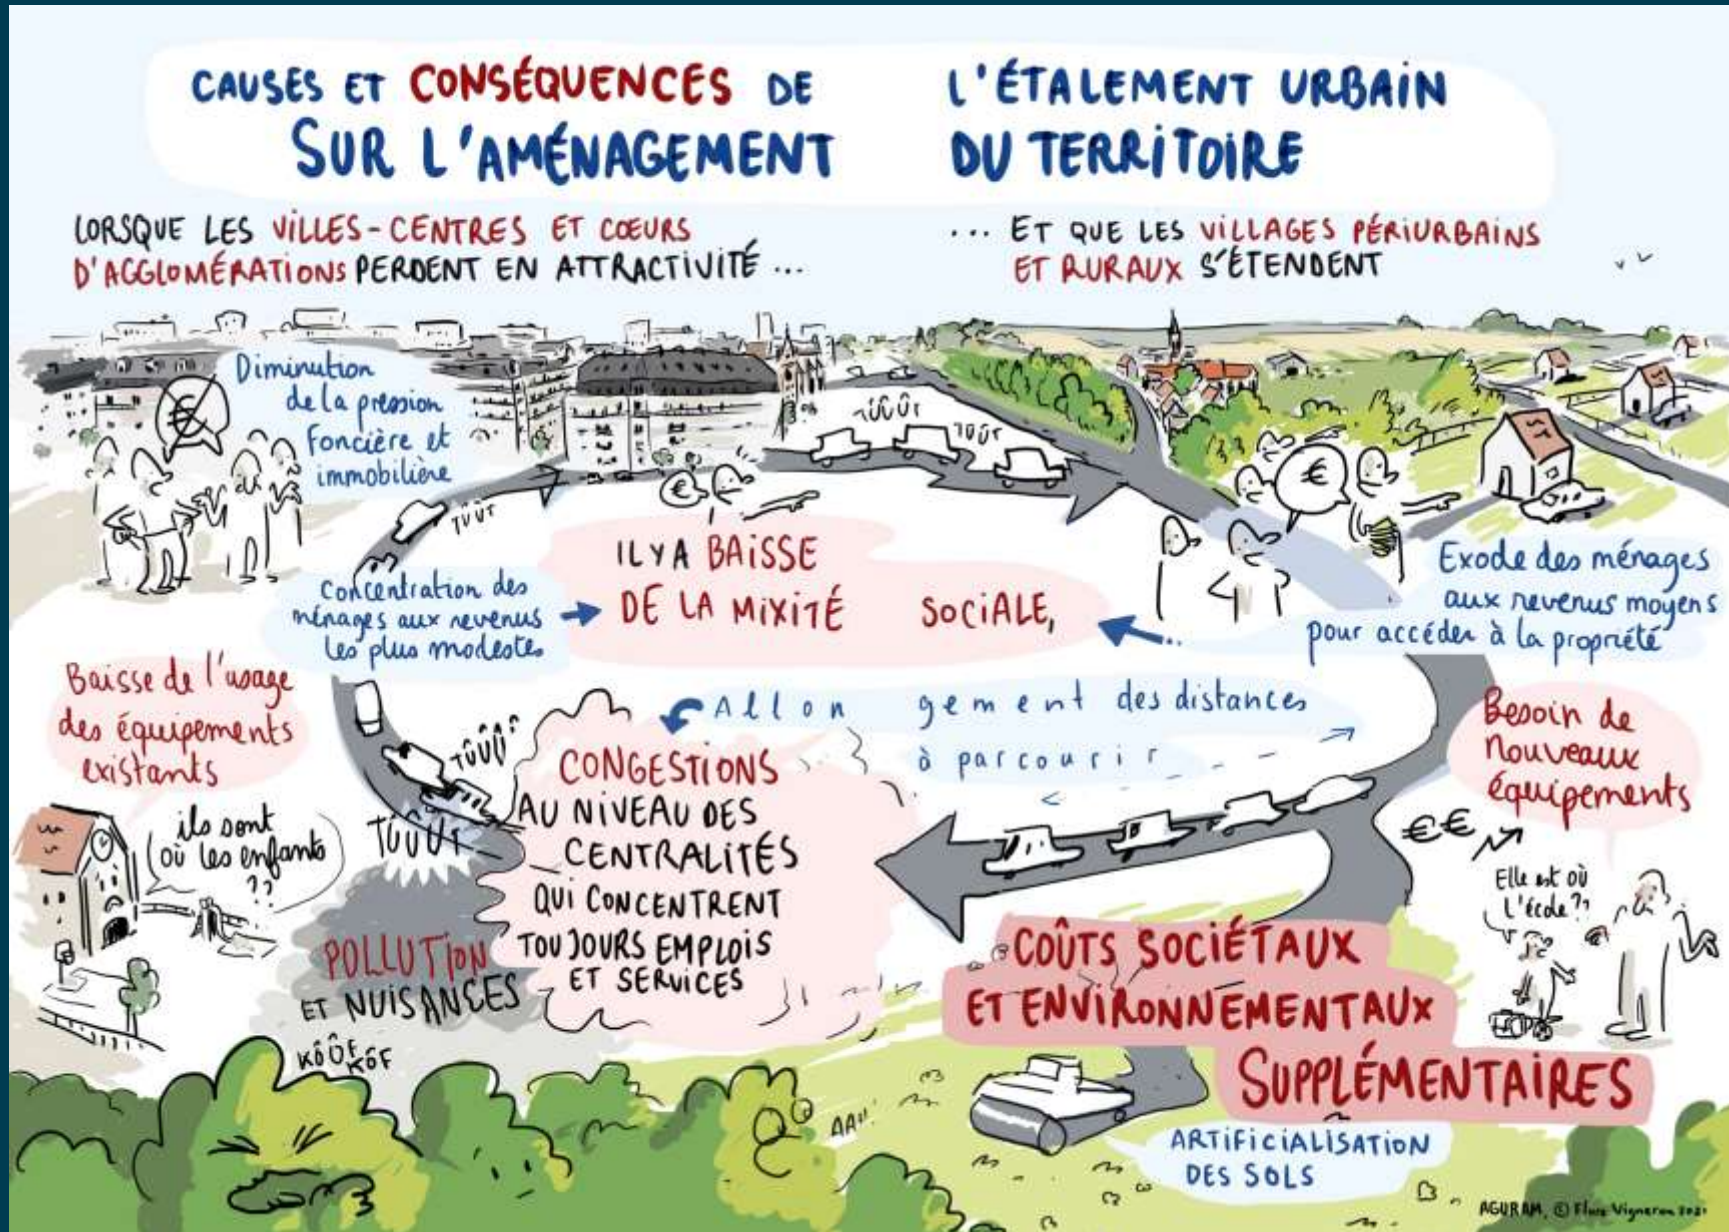 CAUSES ET CONSÉQUENCES DE L'ÉTALEMENT URBAIN
SUR L'AMÉNAGEMENT DU TERRITOIRE
LORSQUE LES VILLES-CENTRES ET CŒURS
D'AGGLOMÉRATIONS PERDENT EN ATTRACTIVITÉ ...
... ET QUE LES VILLAGES PÉRIURBAINS
ET RURAUX S'ÉTENDENT
€
Diminution
de la pression
foncière et
immobilière
TÛÛÛT
TÛÛT
TÛÛT
€
€
IL Y A BAISSE
DE LA MIXITÉ SOCIALE,
Concentration des
ménages aux revenus
les plus modestes
Exode des ménages
aux revenus moyens
pour accéder à la propriété
Baisse de l'usage
des équipements
existants
Allongement des distances
à parcourir
Besoin de
nouveaux
équipements
TÛÛÛT
TÛÛÛT
CONGESTIONS
AU NIVEAU DES
CENTRALITÉS
QUI CONCENTRENT
TOUJOURS EMPLOIS
ET SERVICES
ils sont
où les enfants
??
€€
Elle est où
l'école??
POLLUTION
ET NUISANCES
COÛTS SOCIÉTAUX
ET ENVIRONNEMENTAUX
SUPPLÉMENTAIRES
KÔÛF
KÔF
AA!!
ARTIFICIALISATION
DES SOLS
AGURAM, © Vigneron 2021